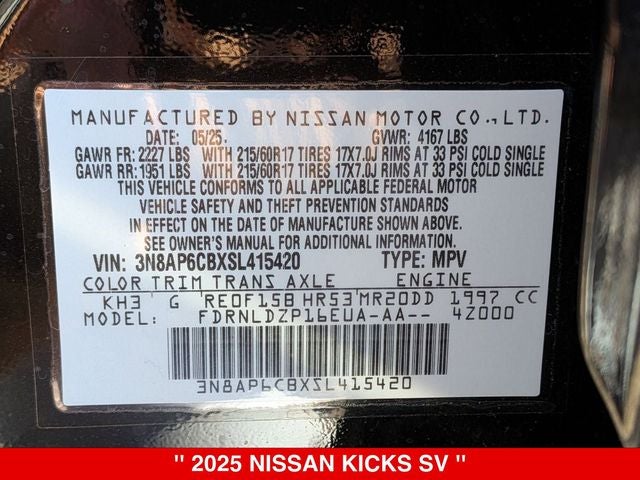 MANUFACTURED BY NISSAN MOTOR CO.,LTD.
DATE: 05/25. GVWR: 4167 LBS
GAWR FR: 2227 LBS WITH 215/60R17 TIRES 17X7.0J RIMS AT 33 PSI COLD SINGLE
GAWR RR: 1951 LBS WITH 215/60R17 TIRES 17X7.0J RIMS AT 33 PSI COLD SINGLE
THIS VEHICLE CONFORMS TO ALL APPLICABLE FEDERAL MOTOR
VEHICLE SAFETY AND THEFT PREVENTION STANDARDS
IN EFFECT ON THE DATE OF MANUFACTURE SHOWN ABOVE.
SEE OWNER'S MANUAL FOR ADDITIONAL INFORMATION.
VIN: 3N8AP6CBXSL415420 TYPE: MPV
COLOR TRIM TRANS AXLE ENGINE
KH3 G RE0F15B HR53 MR20DD 1997 CC
MODEL: FDRNLDZP16EUA-AA-- 4Z000
3N8AP6CBXSL415420
" 2025 NISSAN KICKS SV "